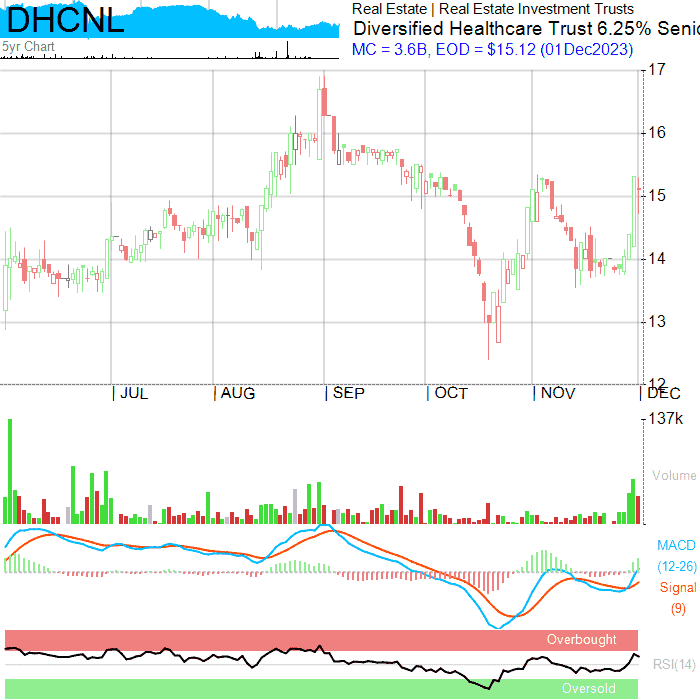 DHCNL
5yr Chart
Real Estate | Real Estate Investment Trusts
Diversified Healthcare Trust 6.25% Senio
MC = 3.6B, EOD = $15.12 (01Dec2023)
17
16
15
14
13
12
| JUL | AUG | SEP | OCT | NOV | DEC
137k
Volume
MACD
(12-26)
Signal
(9)
Overbought
RSI(14)
Oversold